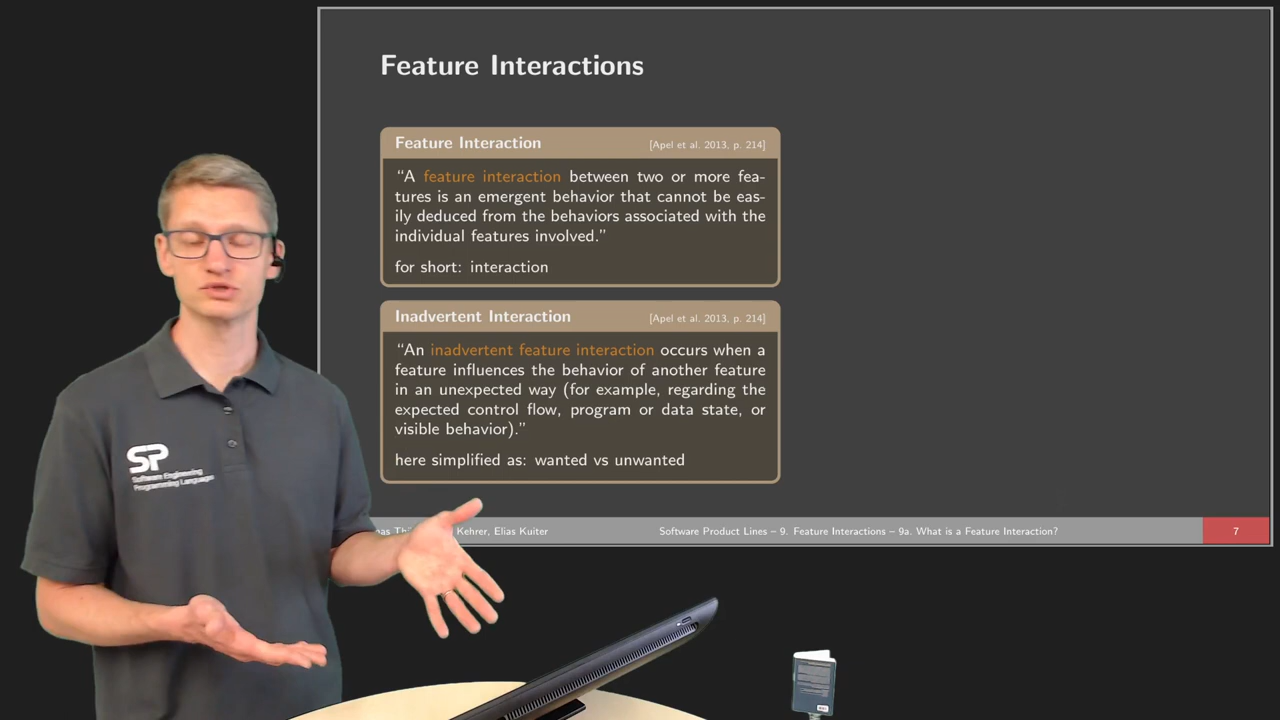 Feature Interactions
Feature Interaction [Apel et al. 2013, p. 214]
“A feature interaction between two or more fea-
tures is an emergent behavior that cannot be eas-
ily deduced from the behaviors associated with the
individual features involved.”
for short: interaction
Inadvertent Interaction [Apel et al. 2013, p. 214]
“An inadvertent feature interaction occurs when a
feature influences the behavior of another feature
in an unexpected way (for example, regarding the
expected control flow, program or data state, or
visible behavior).”
here simplified as: wanted vs unwanted
SP
Software Engineering
Programming Languages
Kehrer, Elias Kuiter Software Product Lines – 9. Feature Interactions – 9a. What is a Feature Interaction? 7